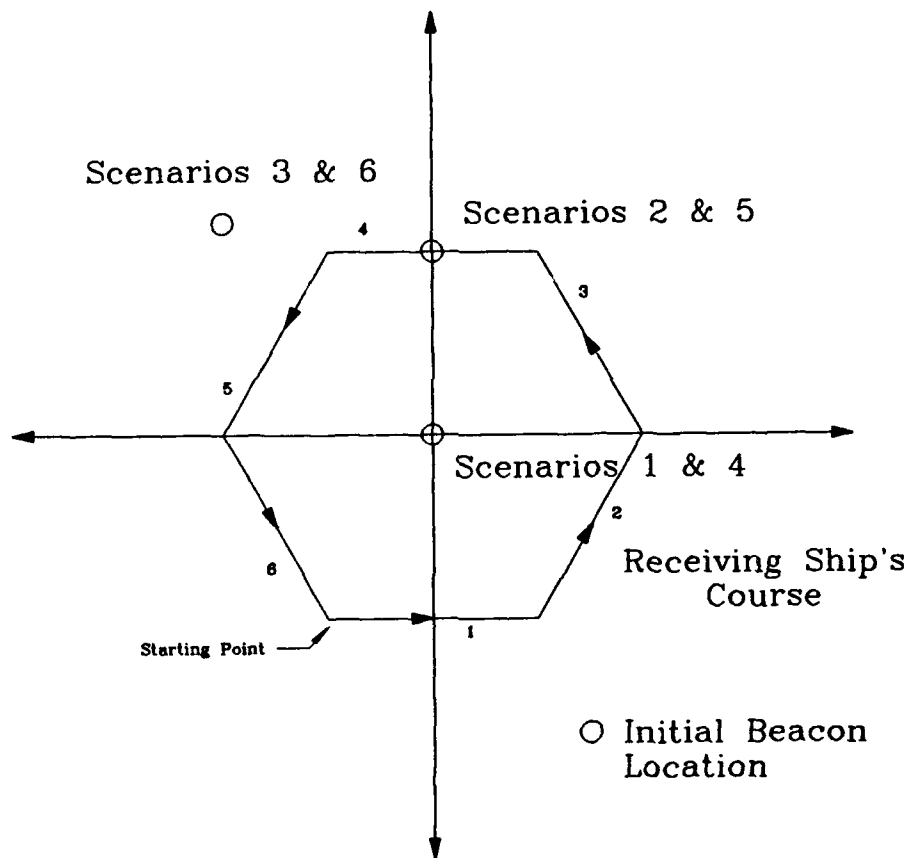 Scenarios 3 & 6
Scenarios 2 & 5
4
3
5
Scenarios 1 & 4
2
6
Receiving Ship's
Course
1
Starting Point
Initial Beacon
Location